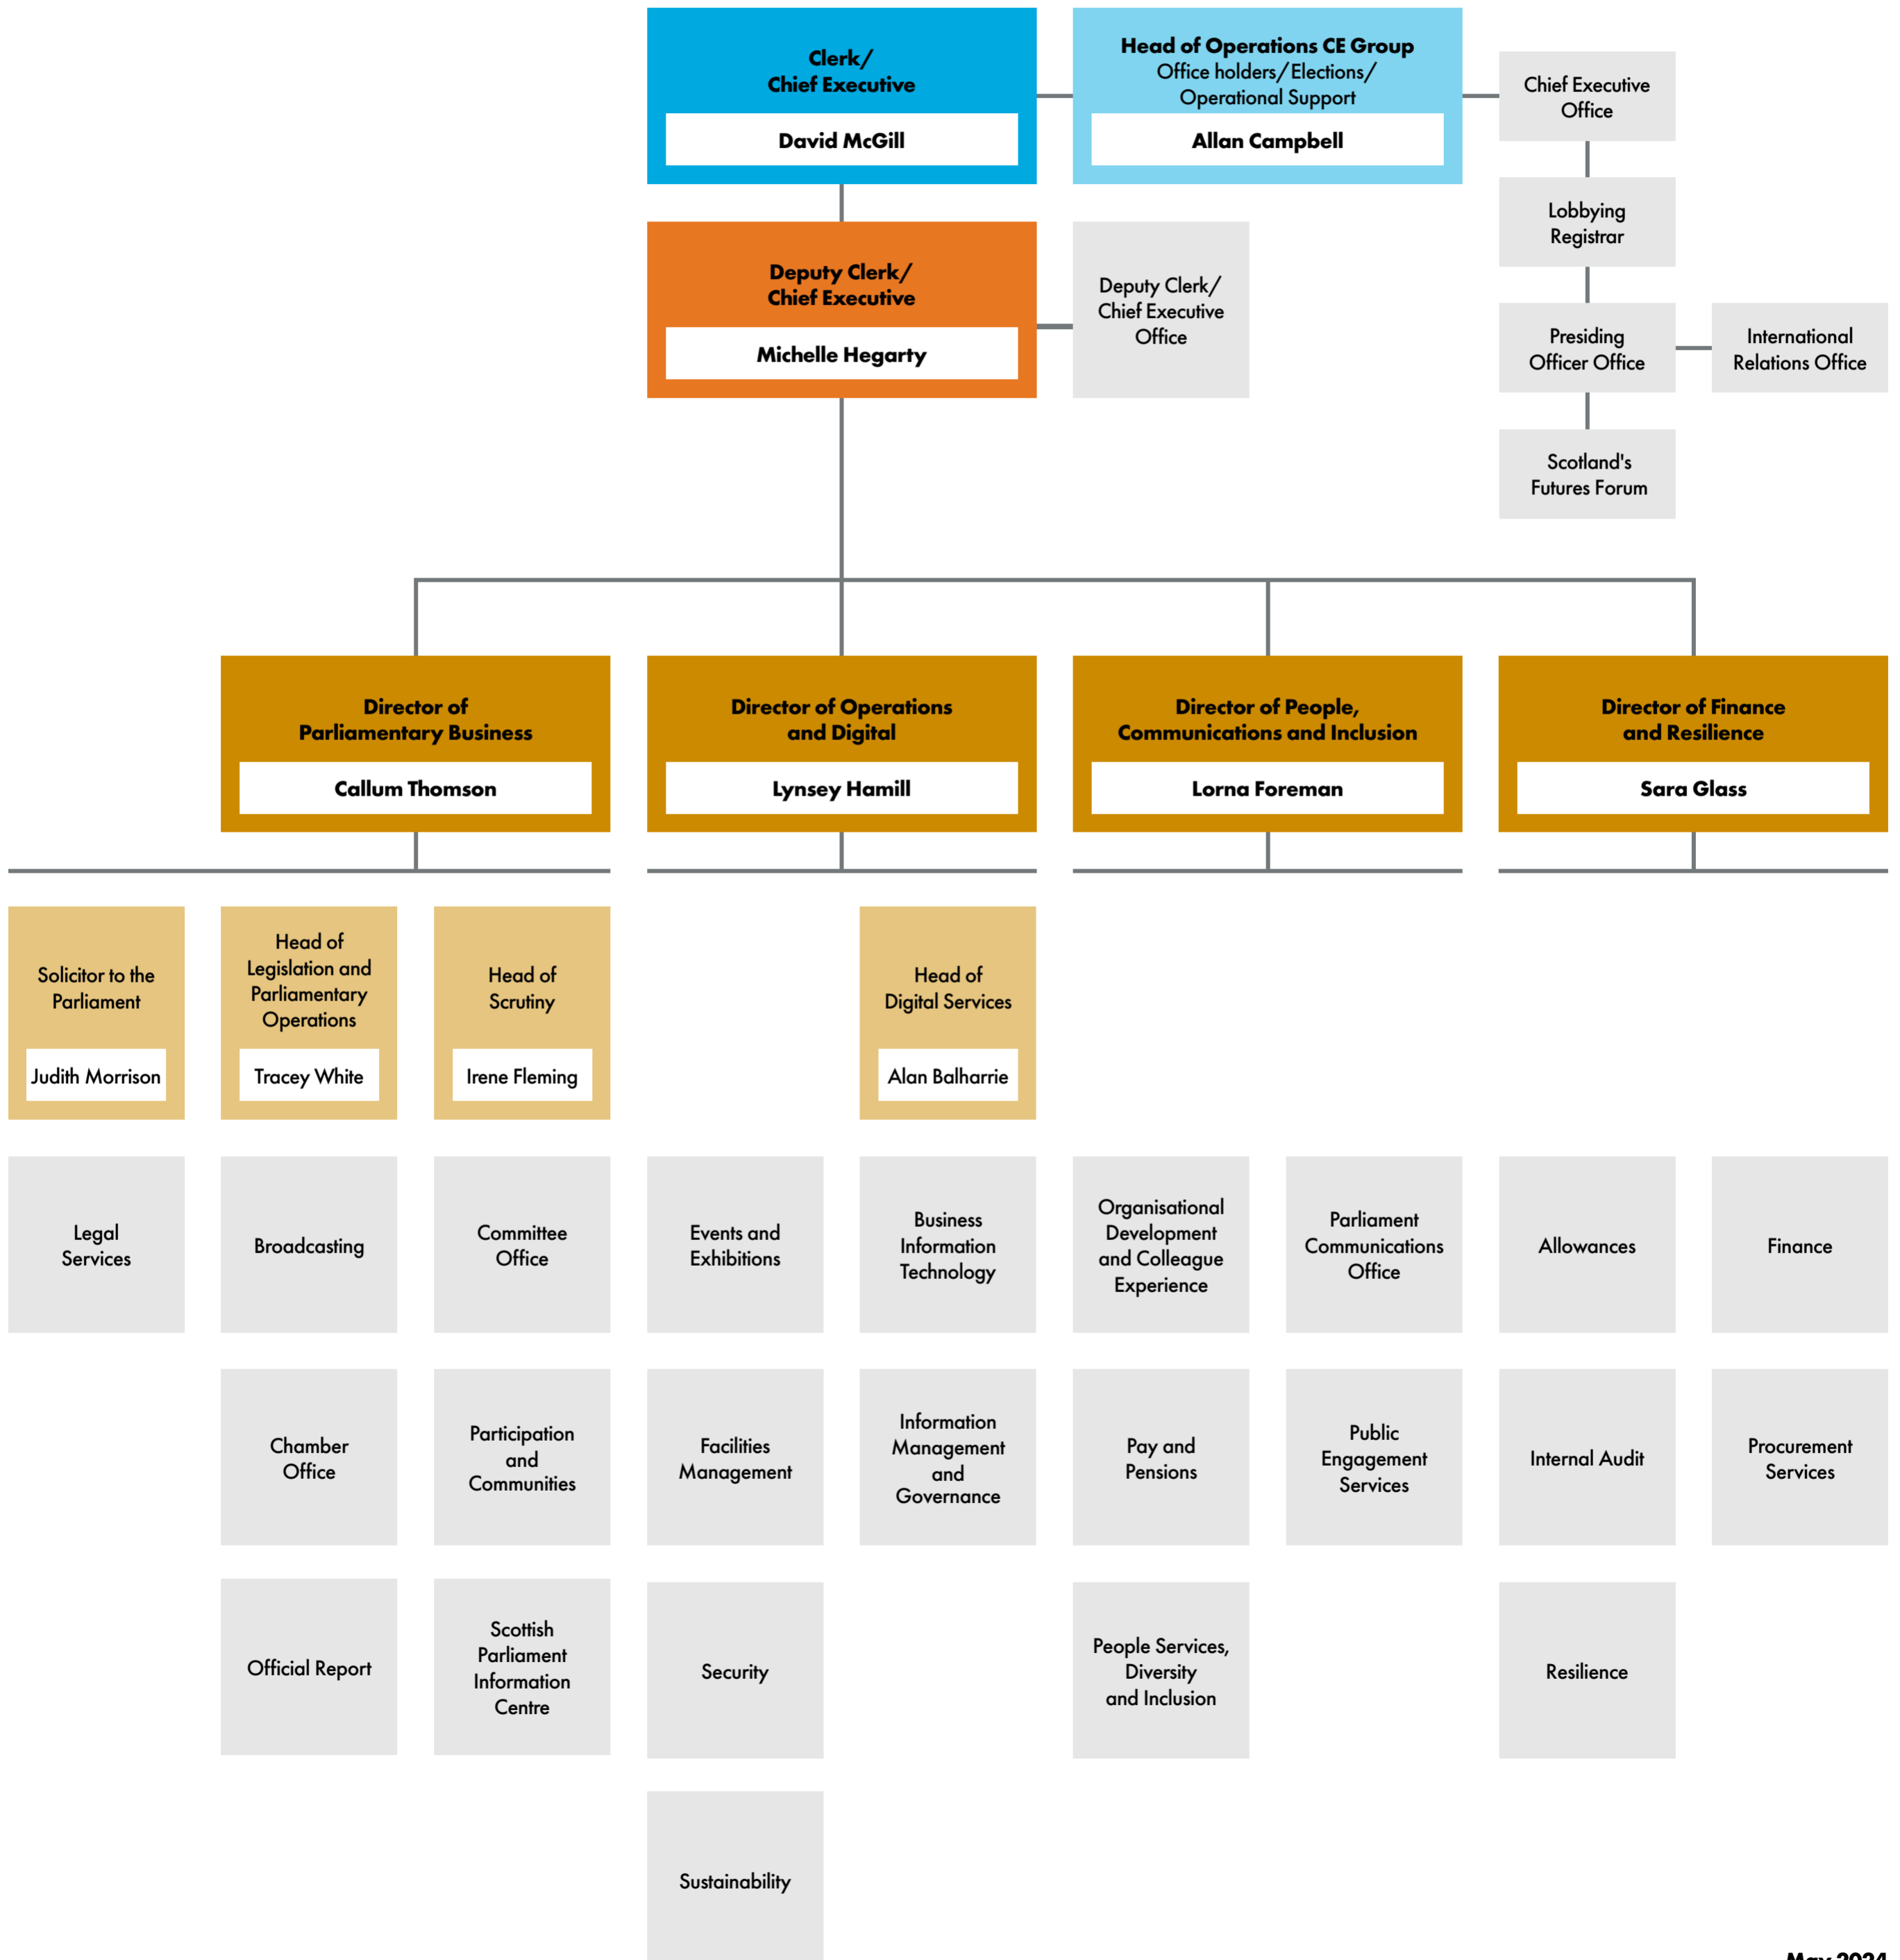 Clerk/
Chief Executive
David McGill
Head of Operations CE Group
Office holders/Elections/
Operational Support
Allan Campbell
Chief Executive
Office
Lobbying
Registrar
Presiding
Officer Office
International
Relations Office
Scotland's
Futures Forum
Deputy Clerk/
Chief Executive
Michelle Hegarty
Deputy Clerk/
Chief Executive
Office
Director of
Parliamentary Business
Callum Thomson
Director of Operations
and Digital
Lynsey Hamill
Director of People,
Communications and Inclusion
Lorna Foreman
Director of Finance
and Resilience
Sara Glass
Solicitor to the
Parliament
Judith Morrison
Head of
Legislation and
Parliamentary
Operations
Tracey White
Head of
Scrutiny
Irene Fleming
Head of
Digital Services
Alan Balharrie
Legal
Services
Broadcasting
Committee
Office
Events and
Exhibitions
Business
Information
Technology
Organisational
Development
and Colleague
Experience
Parliament
Communications
Office
Allowances
Finance
Chamber
Office
Participation
and
Communities
Facilities
Management
Information
Management
and
Governance
Pay and
Pensions
Public
Engagement
Services
Internal Audit
Procurement
Services
Official Report
Scottish
Parliament
Information
Centre
Security
People Services,
Diversity
and Inclusion
Resilience
Sustainability
May 2024